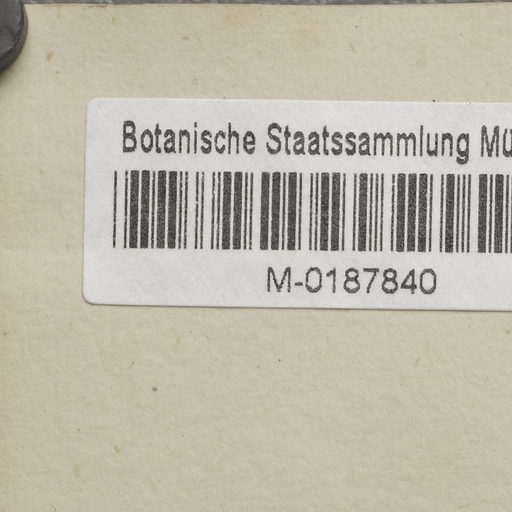 Botanische Staatssammlung Mü
M-0187840